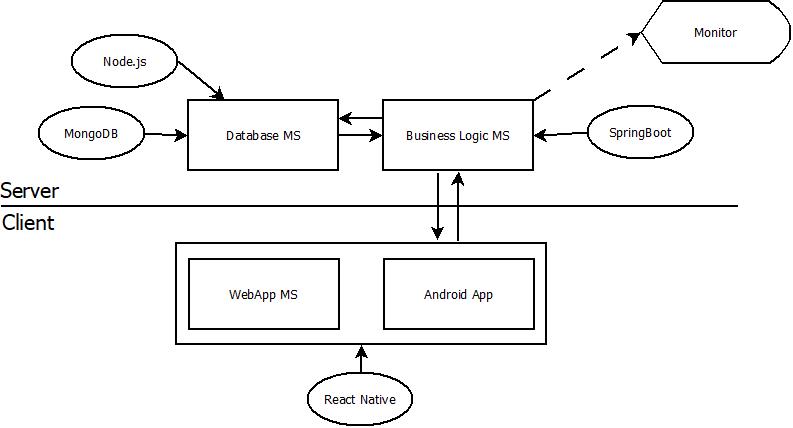 Monitor
Node.js
MongoDB
Database MS
Business Logic MS
SpringBoot
Server
Client
WebApp MS
Android App
React Native